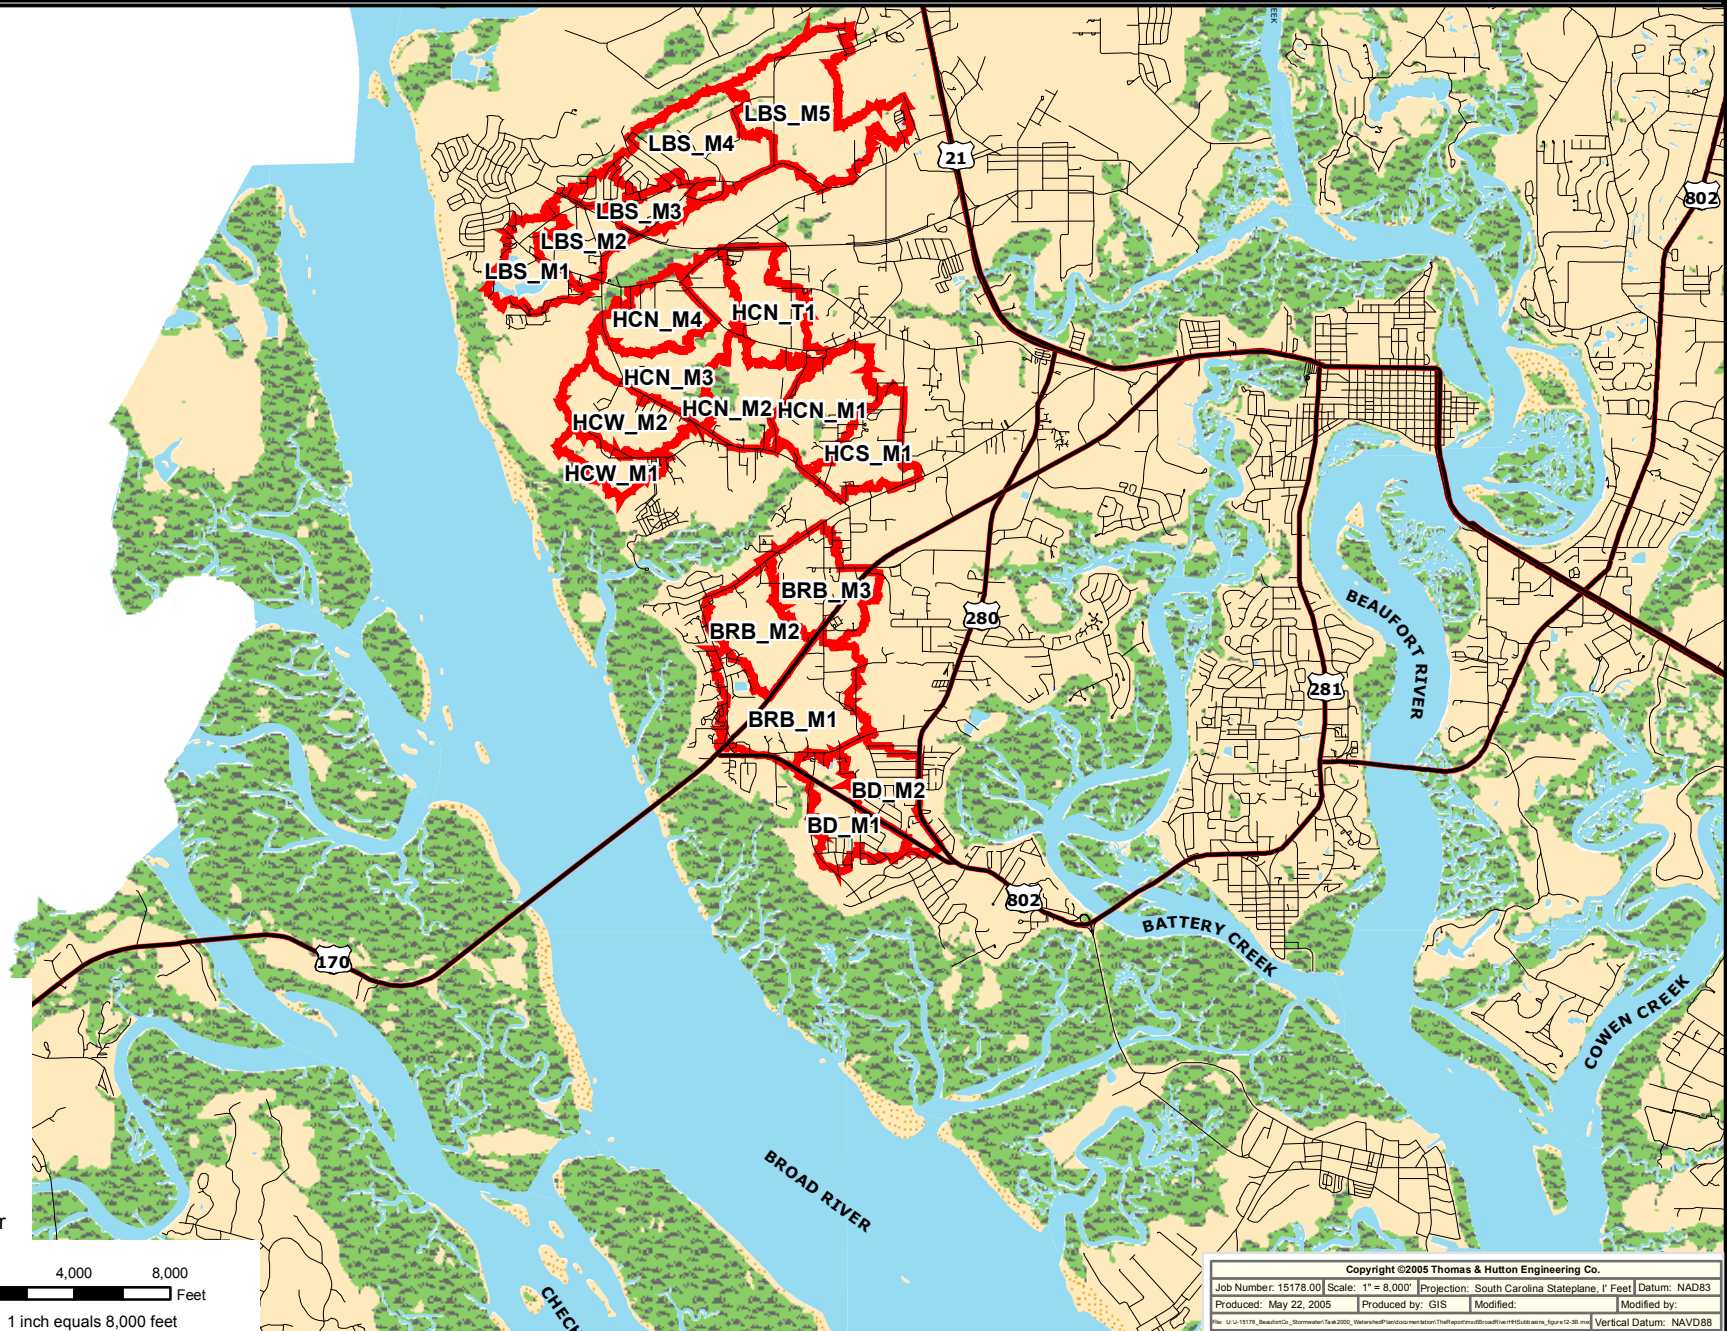 LBS_M5
LBS_M4
21
802
LBS_M3
LBS_M2
LBS_M1
HCN_T1
HCN_M4
HCN_M3
HCN_M2
HCN_M1
HCW_M2
HCS_M1
HCW_M1
BRB_M3
BRB_M2
280
BEAUFORT RIVER
281
BRB_M1
BD_M2
BD_M1
802
BATTERY CREEK
170
COWEN CREEK
BROAD RIVER
r
4,000 8,000
Feet
1 inch equals 8,000 feet
CHECH
EEK
Copyright ©2005 Thomas & Hutton Engineering Co.
Job Number: 15178.00 Scale: 1" = 8,000' Projection: South Carolina Stateplane, I' Feet Datum: NAD83
Produced: May 22, 2005 Produced by: GIS Modified: Modified by:
Vertical Datum: NAVD88